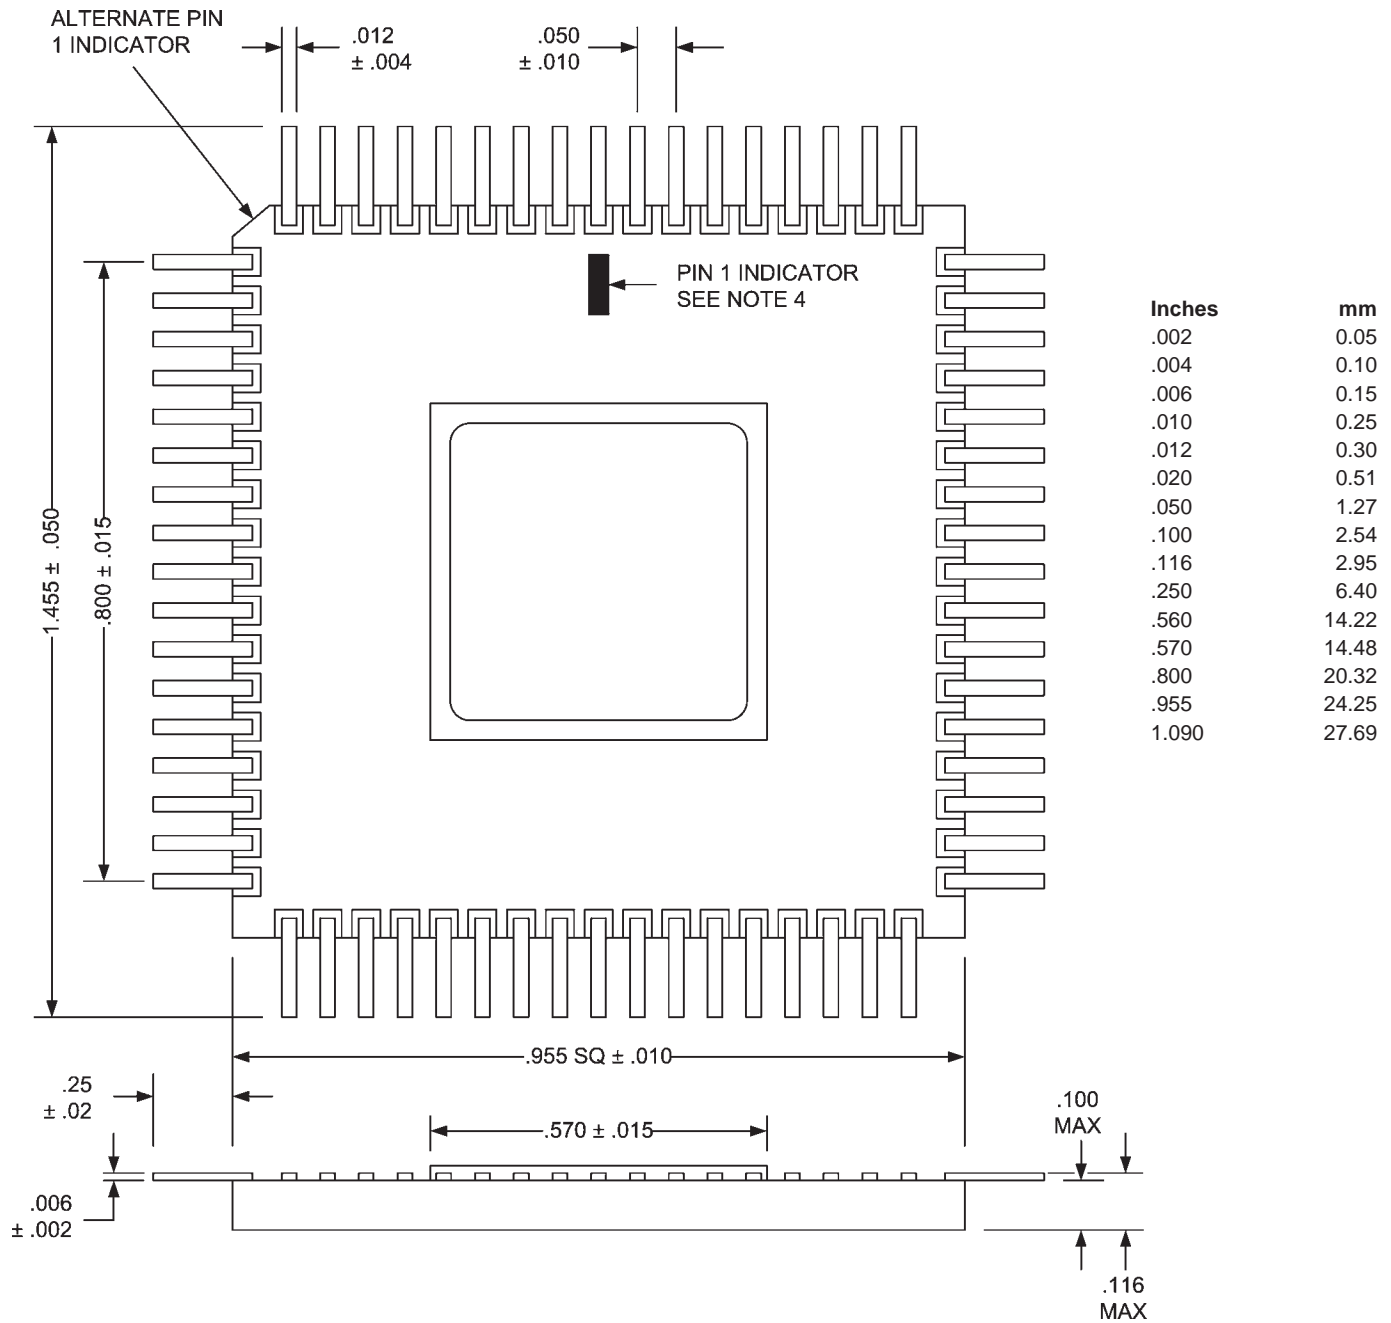 ALTERNATE PIN
1 INDICATOR
.012
± .004
.050
± .010
PIN 1 INDICATOR
SEE NOTE 4
1.455 ± .050
.800 ± .015
Inches mm
.002 0.05
.004 0.10
.006 0.15
.010 0.25
.012 0.30
.020 0.51
.050 1.27
.100 2.54
.116 2.95
.250 6.40
.560 14.22
.570 14.48
.800 20.32
.955 24.25
1.090 27.69
.955 SQ ± .010
.25
± .02
.570 ± .015
.100
MAX
.006
± .002
.116
MAX